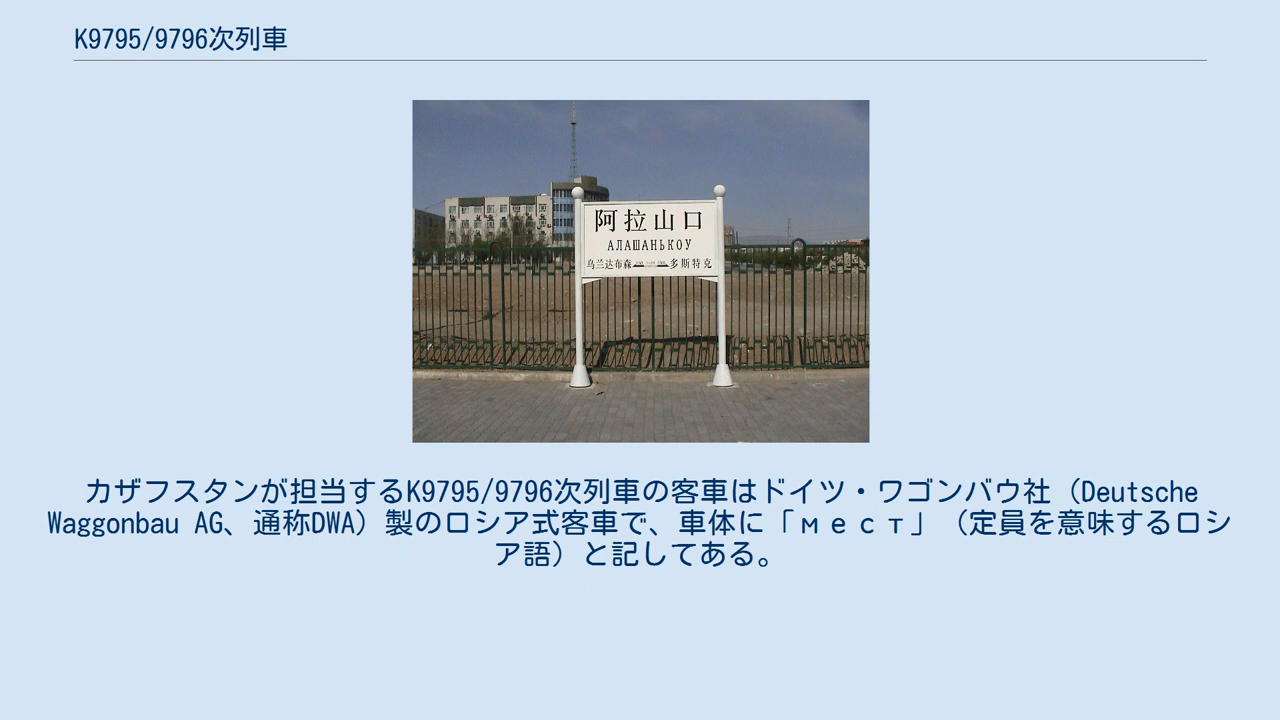 K9795/9796次列車
阿拉山口
АЛАШАНЬКОУ
乌兰达布森
多斯特克
カザフスタンが担当するK9795/9796次列車の客車はドイツ・ワゴンバウ社（Deutsche
Waggonbau AG、通称DWA）製のロシア式客車で、車体に「мест」（定員を意味するロシ
ア語）と記してある。